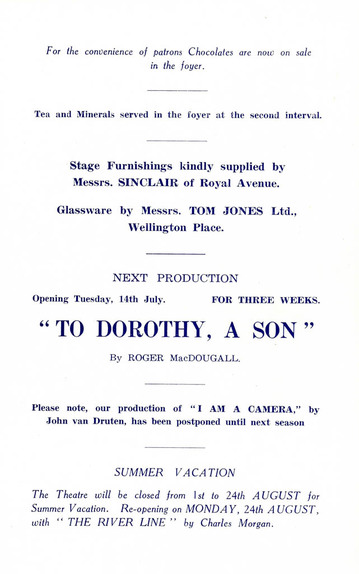 For the convenience of patrons Chocolates are now on sale
in the foyer.
Tea and Minerals served in the foyer at the second interval.
Stage Furnishings kindly supplied by
Messrs. SINCLAIR of Royal Avenue.
Glassware by Messrs. TOM JONES Ltd.,
Wellington Place.
NEXT PRODUCTION
Opening Tuesday, 14th July. FOR THREE WEEKS.
“ TO DOROTHY, A SON ”
By ROGER MacDOUGALL.
Please note, our production of “I AM A CAMERA,” by
John van Druten, has been postponed until next season
SUMMER VACATION
The Theatre will be closed from 1st to 24th AUGUST for
Summer Vacation. Re-opening on MONDAY, 24th AUGUST,
with “ THE RIVER LINE ” by Charles Morgan.